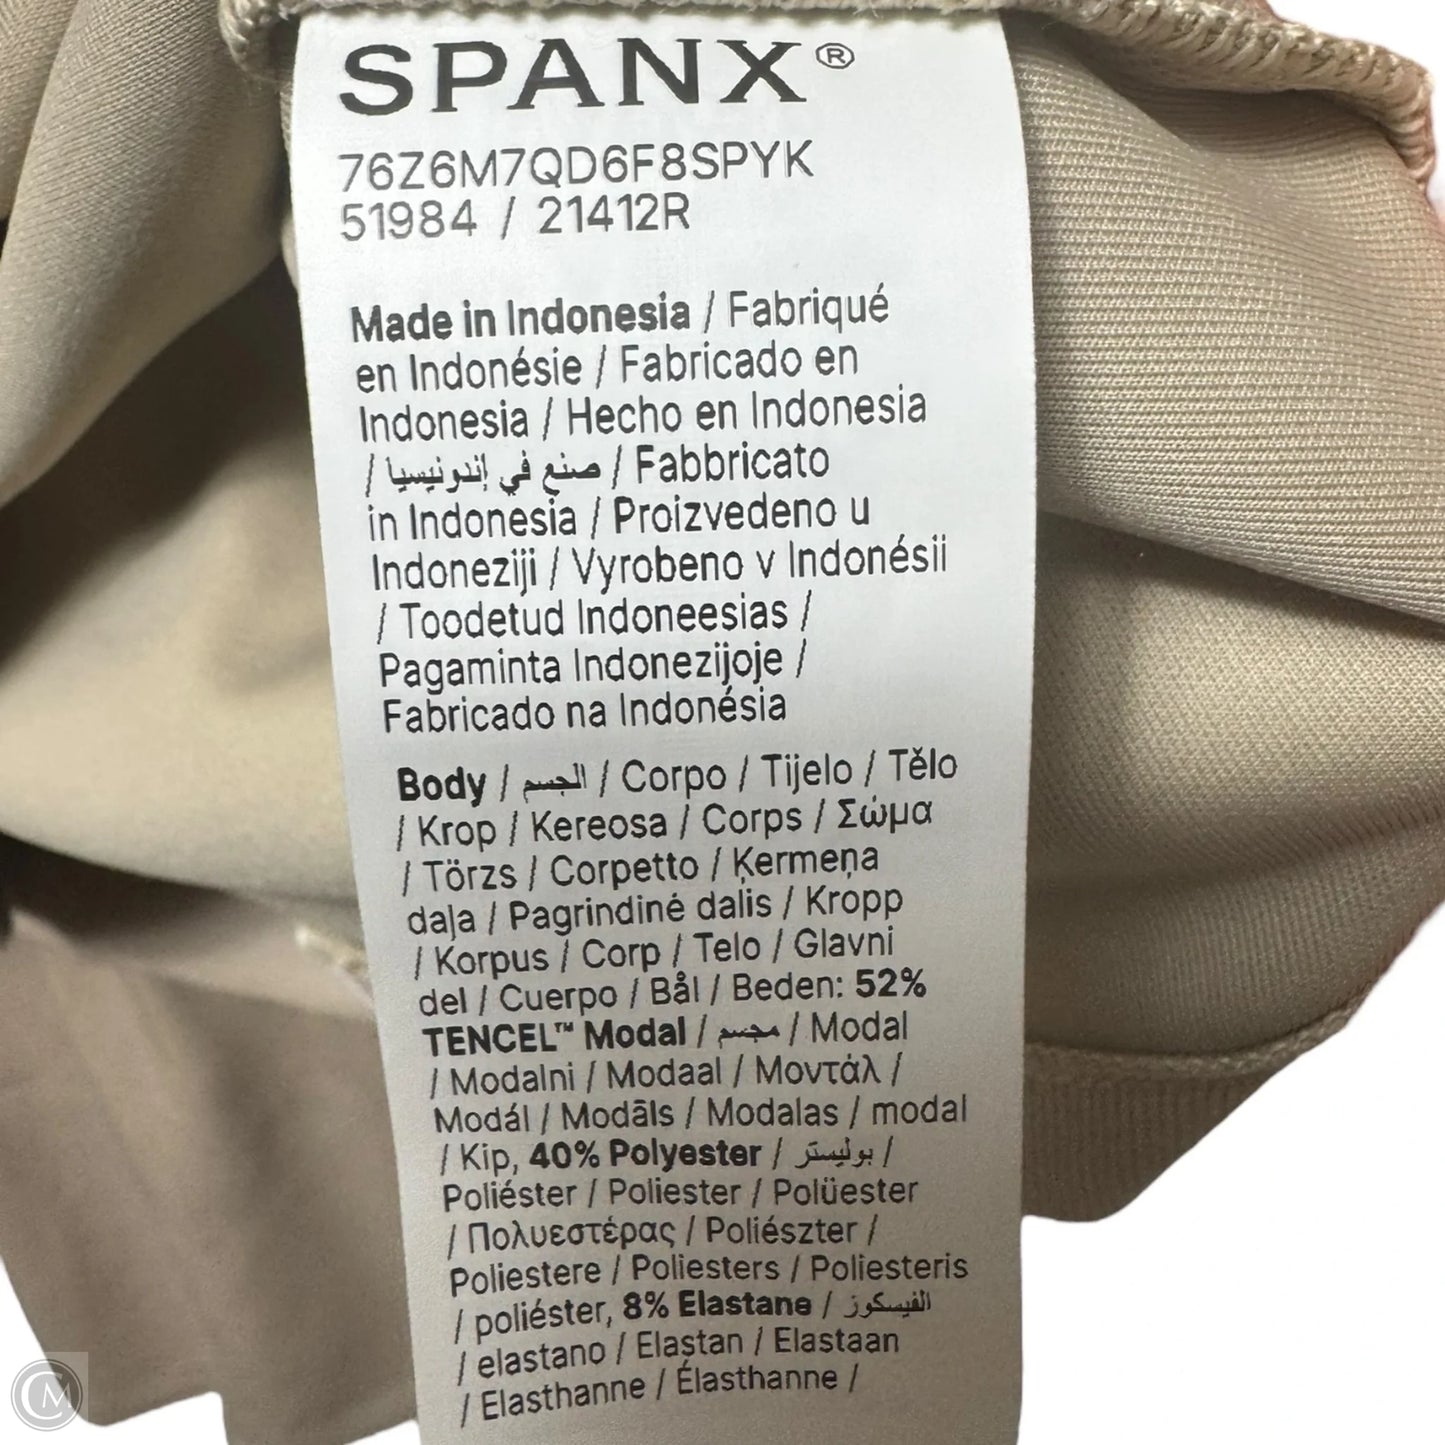 SPANX®
76Z6M7QD6F8SPYK
51984 / 21412R
Made in Indonesia / Fabriqué
en Indonésie / Fabricado en
Indonesia / Hecho en Indonesia
/ صنع في إندونيسيا / Fabbricato
in Indonesia / Proizvedeno u
Indoneziji / Vyrobeno v Indonésii
/ Toodetud Indoneesias /
Pagaminta Indonezijoje /
Fabricado na Indonésia
Body / الجسم / Corpo / Tijelo / Tělo
/ Krop / Kereosa / Corps / Σώμα
/ Törzs / Corpetto / Ķermeņa
daļa / Pagrindinė dalis / Kropp
/ Korpus / Corp / Telo / Glavni
del / Cuerpo / Bål / Beden: 52%
TENCEL™ Modal / مجسم / Modal
/ Modalni / Modaal / Μοντάλ /
Modál / Modāls / Modalas / modal
/ Kip, 40% Polyester / بوليستر /
Poliéster / Poliester / Polüester
/ Πολυεστέρας / Poliészter /
Poliestere / Poliesters / Poliesteris
/ poliéster, 8% Elastane / الفيسكوز
/ elastano / Elaştan / Elastaan
/ Elasthanne / Élasthanne /
CM